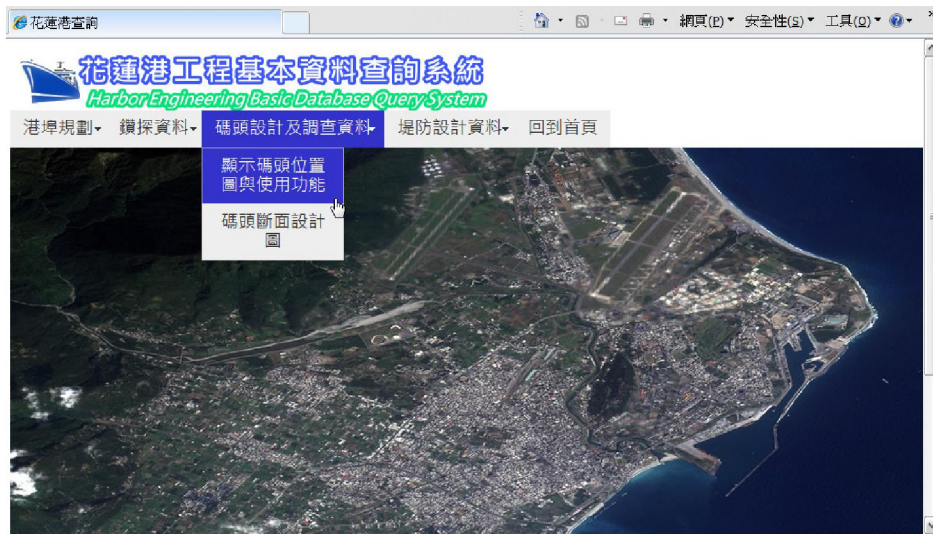 花蓮港查詢
網頁(P) 安全性(S) 工具(O)
花蓮港工程基本資料查詢系統
Harbor Engineering Basic Database Query System
港埠規劃 鑽探資料 碼頭設計及調查資料 堤防設計資料 回到首頁
顯示碼頭位置
圖與使用功能
碼頭斷面設計
圖